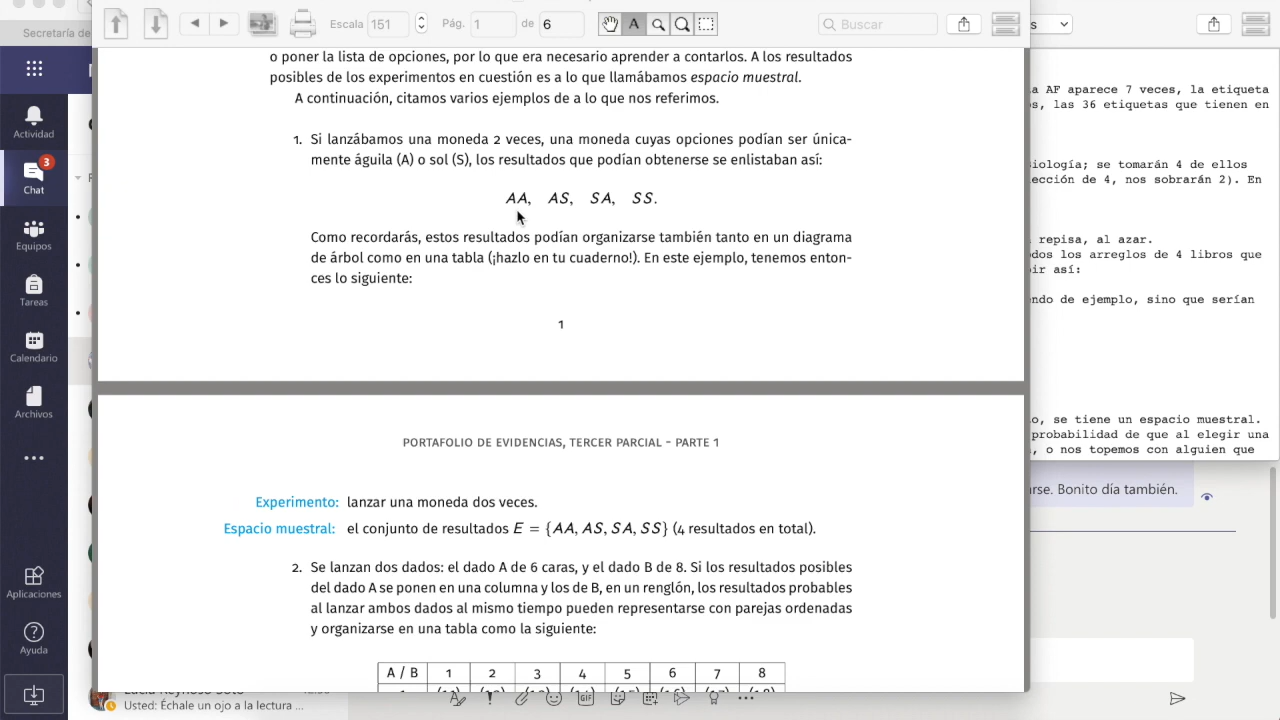 Secretaría de
Escala 151
Pág. 1 de 6
A
Buscar
s
Actividad
3
Chat
Equipos
Tareas
Calendario
Archivos
Aplicaciones
Ayuda
o poner la lista de opciones, por lo que era necesario aprender a contarlos. A los resultados
posibles de los experimentos en cuestión es a lo que llamábamos espacio muestral.
A continuación, citamos varios ejemplos de a lo que nos referimos.
1. Si lanzábamos una moneda 2 veces, una moneda cuyas opciones podían ser única-
mente águila (A) o sol (S), los resultados que podían obtenerse se enlistaban así:
AA, AS, SA, SS.
Como recordarás, estos resultados podían organizarse también tanto en un diagrama
de árbol como en una tabla (¡hazlo en tu cuaderno!). En este ejemplo, tenemos enton-
ces lo siguiente:
1
PORTAFOLIO DE EVIDENCIAS, TERCER PARCIAL - PARTE 1
Experimento: lanzar una moneda dos veces.
Espacio muestral: el conjunto de resultados E = {AA, AS, SA, SS} (4 resultados en total).
2. Se lanzan dos dados: el dado A de 6 caras, y el dado B de 8. Si los resultados posibles
del dado A se ponen en una columna y los de B, en un renglón, los resultados probables
al lanzar ambos dados al mismo tiempo pueden representarse con parejas ordenadas
y organizarse en una tabla como la siguiente:
A / B 1 2 3 4 5 6 7 8
a AF aparece 7 veces, la etiqueta
s, las 36 etiquetas que tienen en
iología; se tomarán 4 de ellos
ección de 4, nos sobrarán 2). En
repisa, al azar.
dos los arreglos de 4 libros que
ir así:
ndo de ejemplo, sino que serían
o, se tiene un espacio muestral.
probabilidad de que al elegir una
, o nos topemos con alguien que
rse. Bonito día también.
GIF
Usted: Échale un ojo a la lectura ...